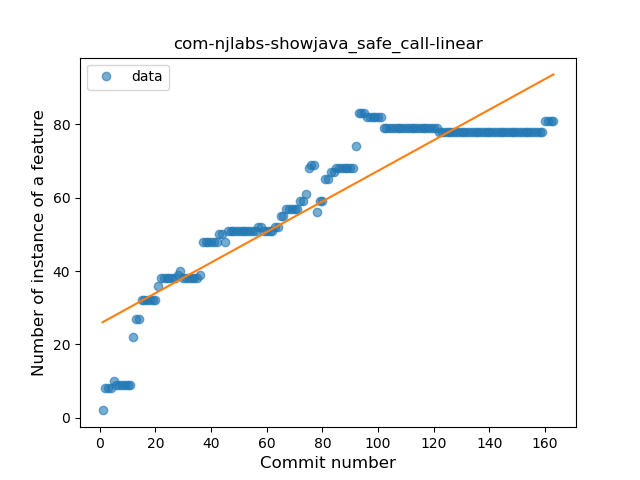 com-njlabs-showjava_safe_call-linear
data
Number of instance of a feature
80
60
40
20
0
0 20 40 60 80 100 120 140 160
Commit number